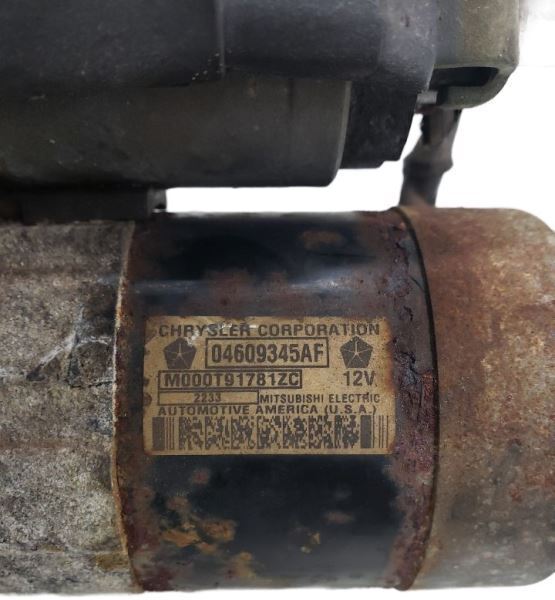 CHRYSLER CORPORATION
04609345AF
M000T91781ZC 12V
2233 MITSUBISHI ELECTRIC
AUTOMOTIVE AMERICA (U.S.A.)